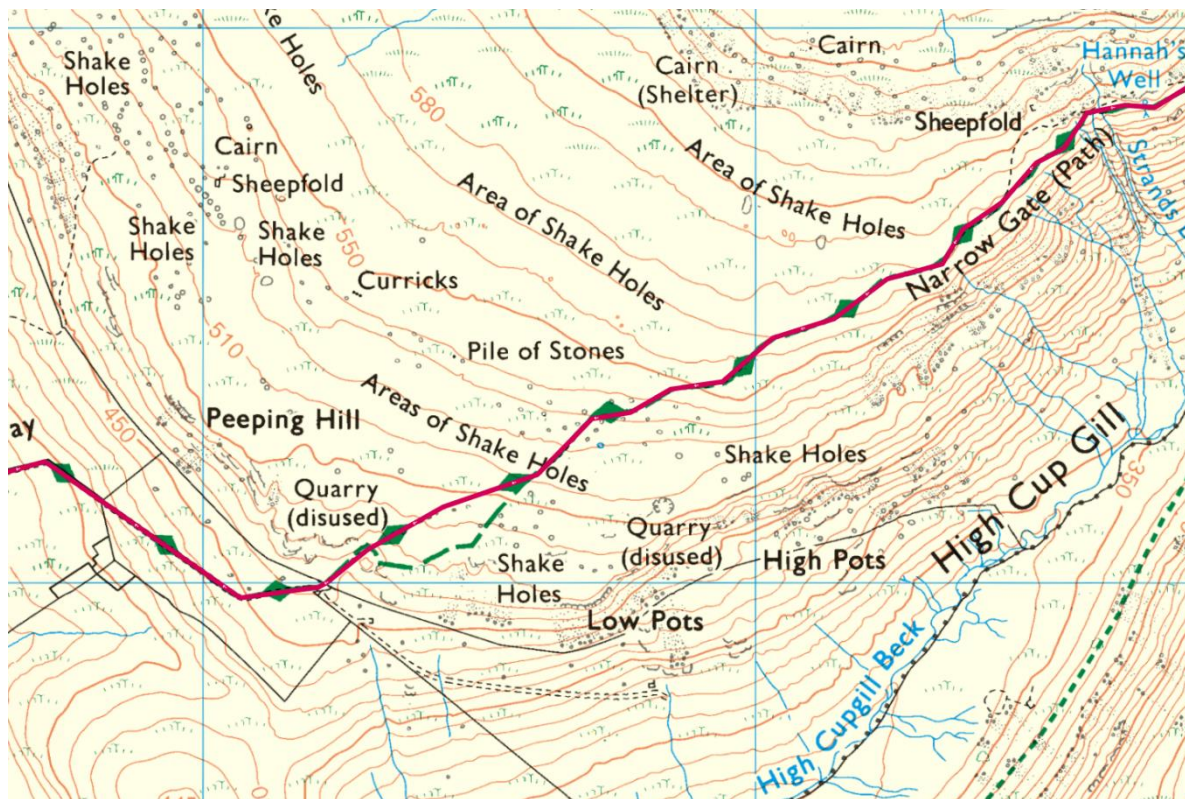 Shake
Holes
e Holes
580
Cairn
(Shelter)
Cairn
Hannah's
Well
Sheepfold
Strands
Cairn
Sheepfold
Area of Shake Holes
Narrow Gate (Path)
Shake
Holes
Shake
Holes
550
Area of Shake Holes
Curricks
510
Pile of Stones
Areas of Shake Holes
450
Peeping Hill
ay
Shake Holes
High Cup Gill
350
Quarry
(disused)
Quarry
(disused)
High Pots
Shake
Holes
Low Pots
High Cupgill Beck